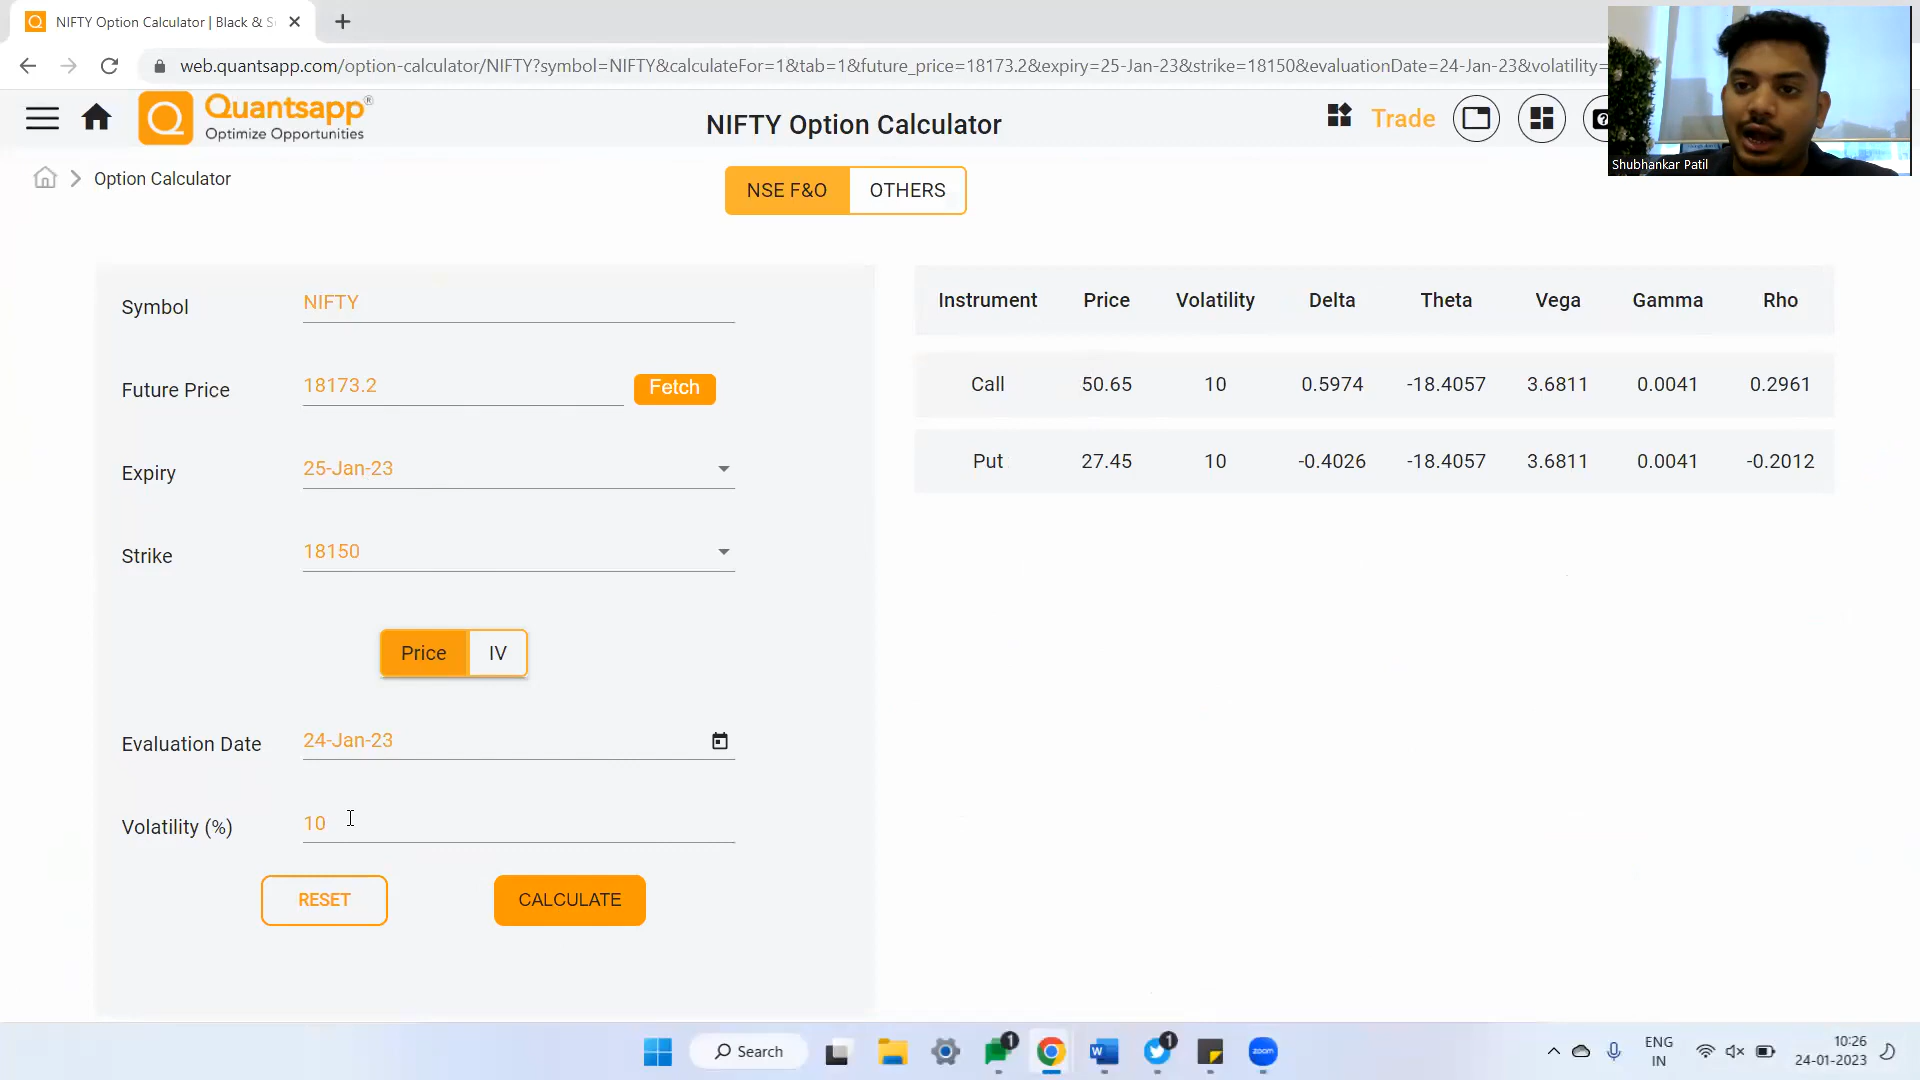 NIFTY Option Calculator | Black & S
web.quantsapp.com/option-calculator/NIFTY?symbol=NIFTY&calculateFor=1&tab=1&future_price=18173.2&expiry=25-Jan-23&strike=18150&evaluationDate=24-Jan-23&volatility=
Quantsapp®
Optimize Opportunities
NIFTY Option Calculator
Trade
Shubhankar Patil
Option Calculator
NSE F&O OTHERS
Symbol NIFTY
Future Price 18173.2 Fetch
Expiry 25-Jan-23
Strike 18150
Price IV
Evaluation Date 24-Jan-23
Volatility (%) 10
RESET CALCULATE
Instrument Price Volatility Delta Theta Vega Gamma Rho
Call 50.65 10 0.5974 -18.4057 3.6811 0.0041 0.2961
Put 27.45 10 -0.4026 -18.4057 3.6811 0.0041 -0.2012
Search
1
1
zoom
ENG
IN
10:26
24-01-2023